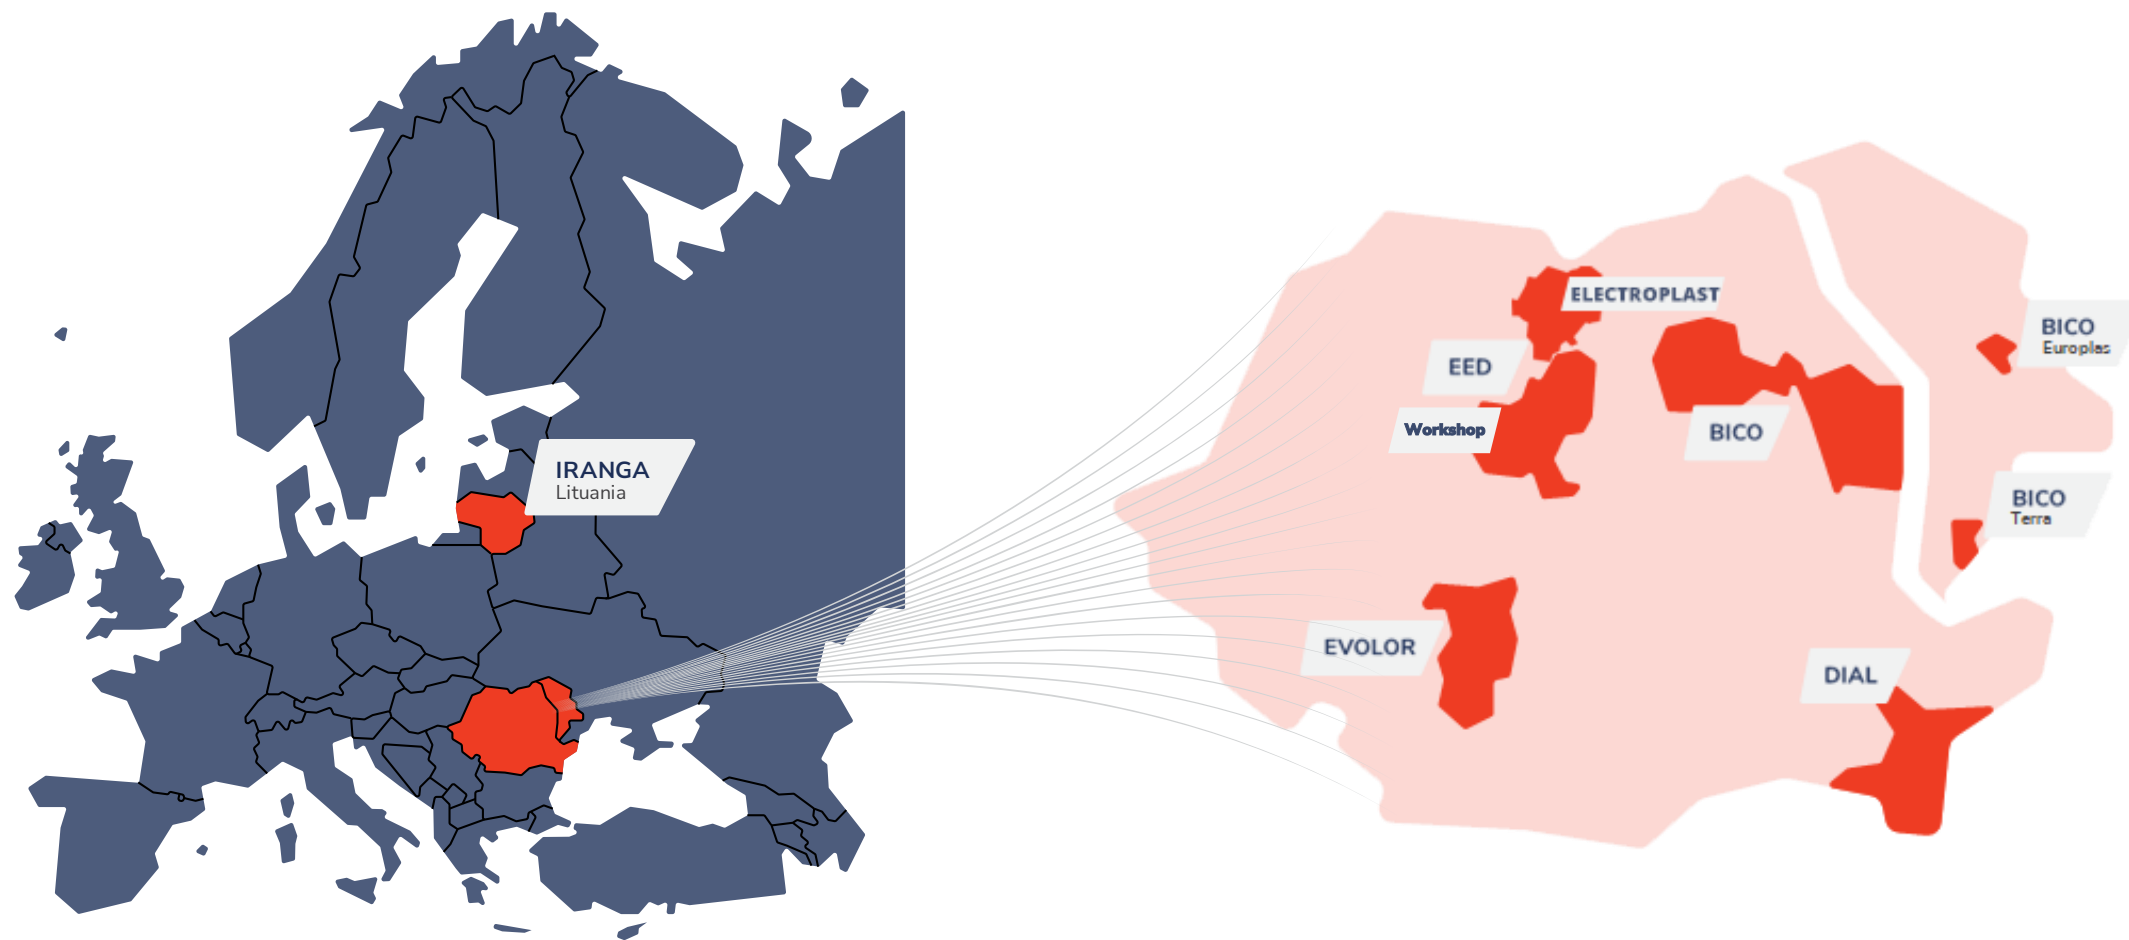 IRANGA
Lituania
ELECTROPLAST
EED
Workshop
BICO
BICO
Europlas
BICO
Terra
EVOLOR
DIAL